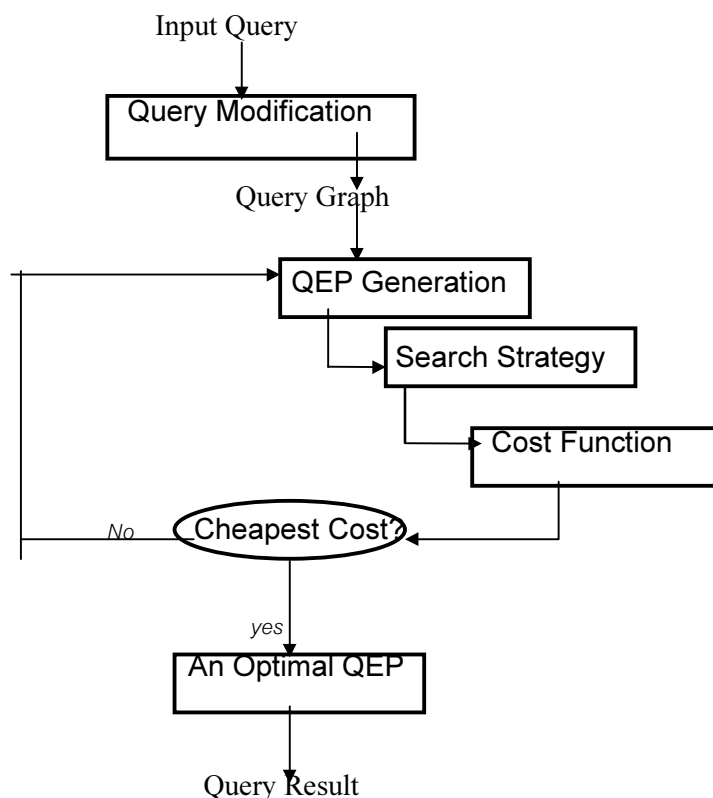 Input Query
Query Modification
Query Graph
QEP Generation
Search Strategy
Cost Function
No
Cheapest Cost?
yes
An Optimal QEP
Query Result